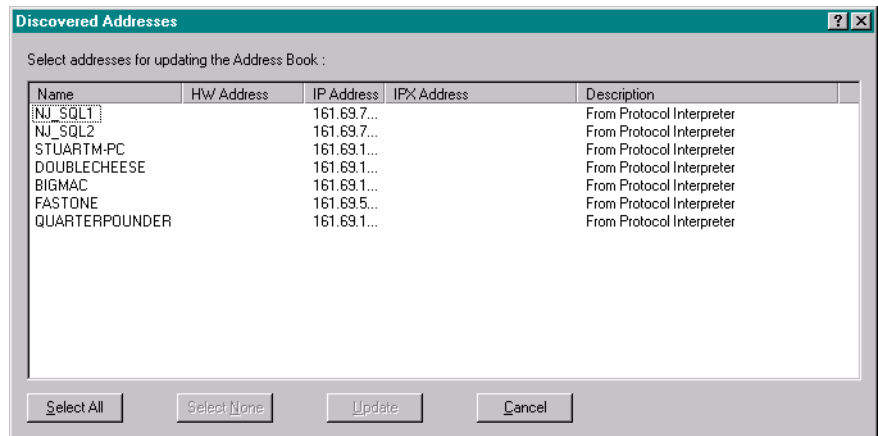 Discovered Addresses
Select addresses for updating the Address Book :
Name HW Address IP Address IPX Address Description
NJ_SQL1 161.69.7... From Protocol Interpreter
NJ_SQL2 161.69.7... From Protocol Interpreter
STUARTM-PC 161.69.1... From Protocol Interpreter
DOUBLECHEESE 161.69.1... From Protocol Interpreter
BIGMAC 161.69.1... From Protocol Interpreter
FASTONE 161.69.5... From Protocol Interpreter
QUARTERPOUNDER 161.69.1... From Protocol Interpreter
Select All Select None Update Cancel